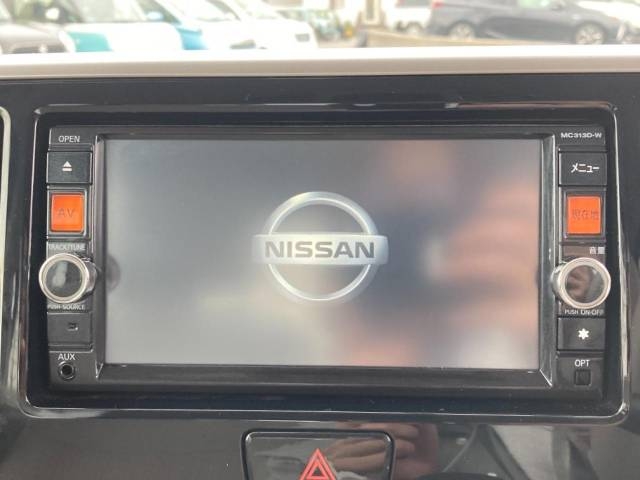 OPEN
MC313D-W
メニュー
AV
現在地
TRACK/TUNE
音量
NISSAN
PUSH SOURCE
PUSH ON-OFF
AUX
OPT